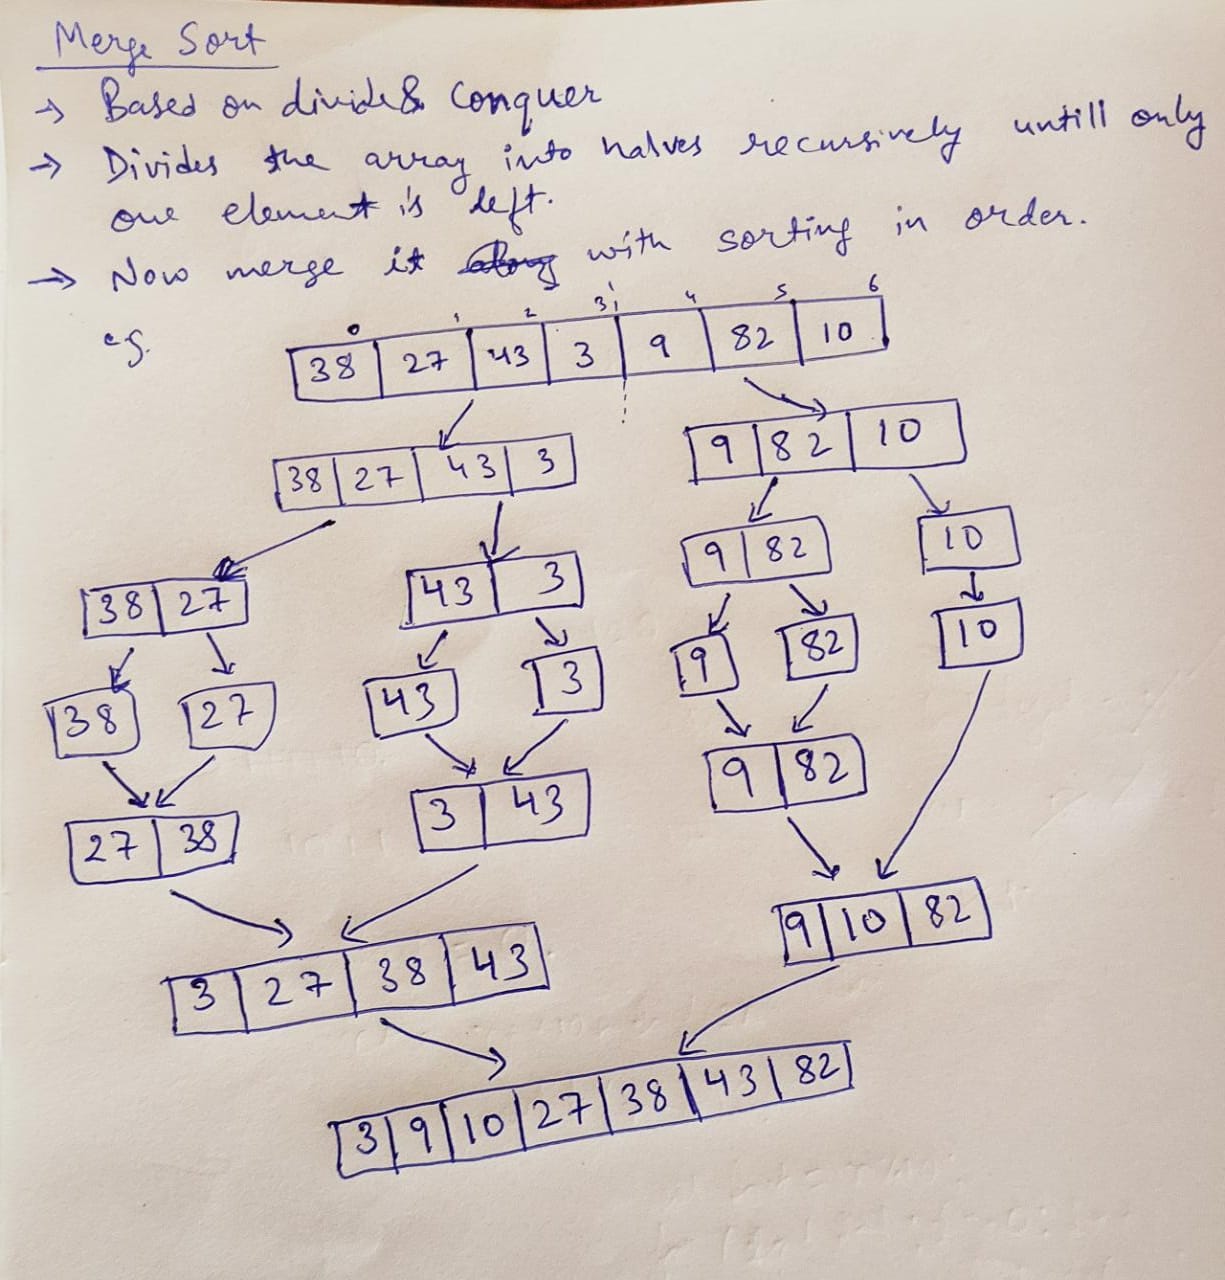 Merge Sort
→ Based on divide & Conquer
→ Divides the array into halves recursively untill only
one element is left.
→ Now merge it along with sorting in order.
0 1 2 3 4 5 6
eg. 38 27 43 3 9 82 10
38 27 43 3 9 82 10
9 82 10
38 27 43 3
9 82 10
38 27 43 3
9 82
27 38 3 43
9 10 82
3 27 38 43
3 9 10 27 38 43 82